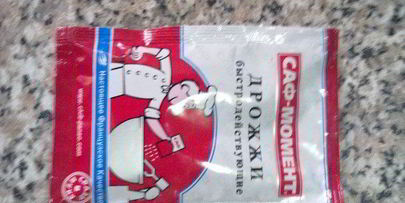 САФ-МОМЕНТ
ДРОЖЖИ
быстродействующие
Настоящее Французское Качество